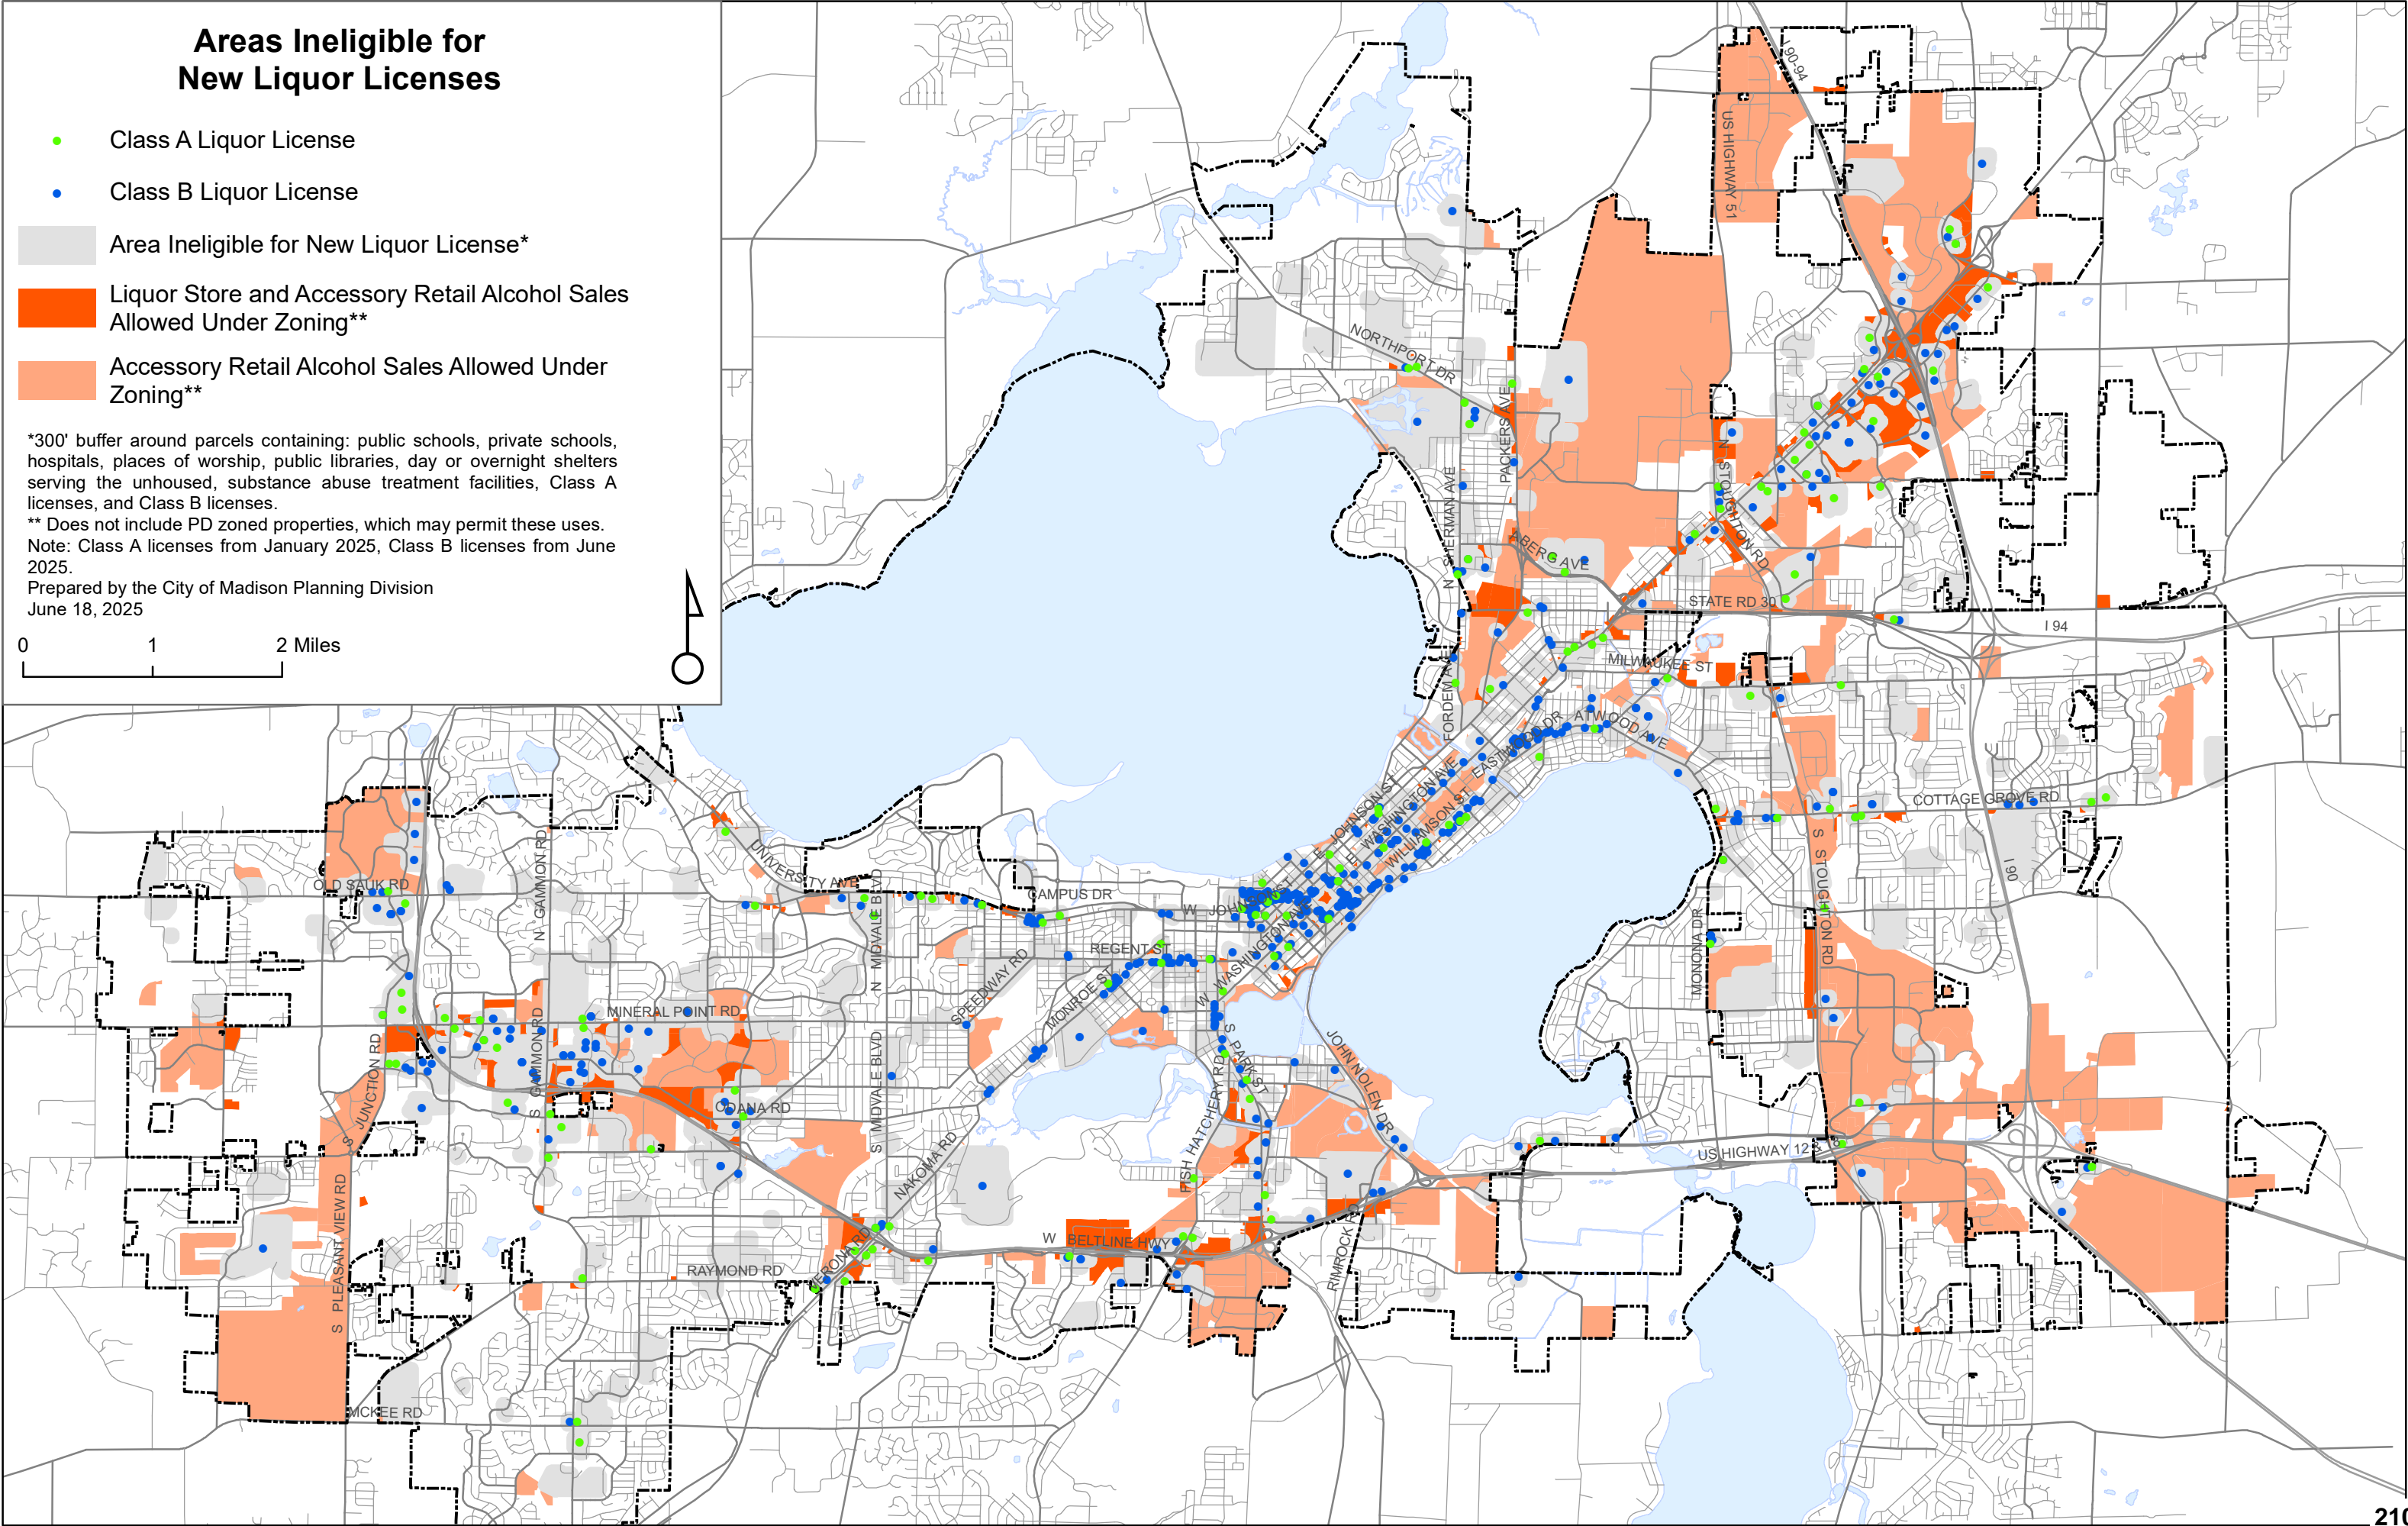 Areas Ineligible for
New Liquor Licenses
Class A Liquor License
Class B Liquor License
Area Ineligible for New Liquor License*
Liquor Store and Accessory Retail Alcohol Sales
Allowed Under Zoning**
Accessory Retail Alcohol Sales Allowed Under
Zoning**
*300' buffer around parcels containing: public schools, private schools,
hospitals, places of worship, public libraries, day or overnight shelters
serving the unhoused, substance abuse treatment facilities, Class A
licenses, and Class B licenses.
** Does not include PD zoned properties, which may permit these uses.
Note: Class A licenses from January 2025, Class B licenses from June
2025.
Prepared by the City of Madison Planning Division
June 18, 2025
0 1 2 Miles
I 90-94
US HIGHWAY 51
NORTHPORT DR
PACKERS AVE
N SHERMAN AVE
N STOUGHTON RD
ABERG AVE
STATE RD 30
I 94
MILWAUKEE ST
FORDEM AVE
ATWOOD AVE
EASTWOOD DR
E JOHNSON ST
E WASHINGTON AVE
WILLIAMSON ST
COTTAGE GROVE RD
S STOUGHTON RD
I 90
MONONA DR
OLD SAUK RD
N GAMMON RD
UNIVERSITY AVE
N MIDVALE BLVD
CAMPUS DR
W JOHNSON ST
REGENT ST
SPEEDWAY RD
MONROE ST
W WASHINGTON AVE
MINERAL POINT RD
S GAMMON RD
S JUNCTION RD
S MIDVALE BLVD
ODANA RD
NAKOMA RD
S PARK ST
FISH HATCHERY RD
JOHN NOLEN DR
US HIGHWAY 12 & 18
S PLEASANT VIEW RD
VERONA RD
RAYMOND RD
W BELTLINE HWY
RIMROCK RD
MCKEE RD